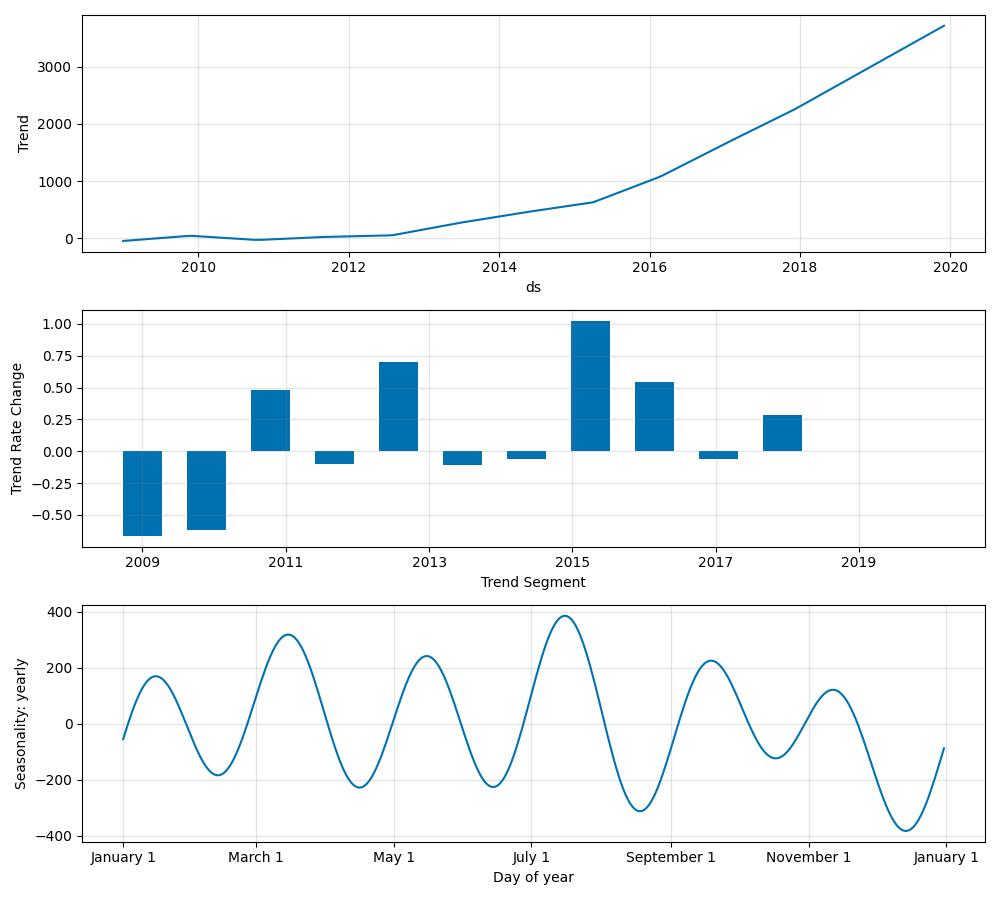 3000
2000
1000
0
Trend
2010 2012 2014 2016 2018 2020
ds
1.00
0.75
0.50
0.25
0.00
−0.25
−0.50
Trend Rate Change
2009 2011 2013 2015 2017 2019
Trend Segment
400
200
0
−200
−400
Seasonality: yearly
January 1 March 1 May 1 July 1 September 1 November 1 January 1
Day of year